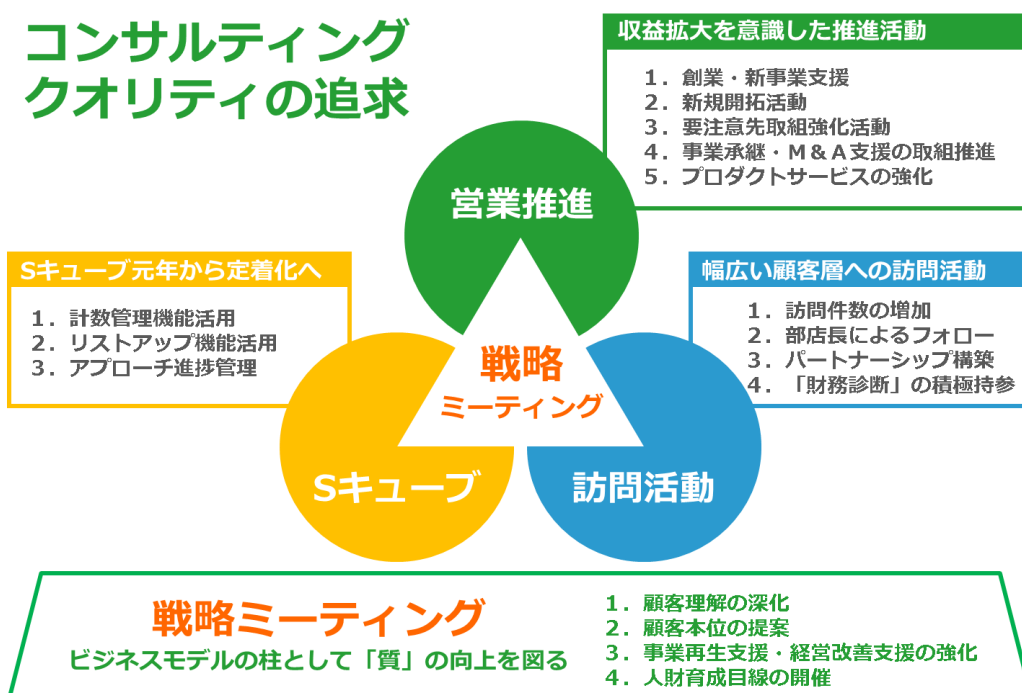 コンサルティング
クオリティの追求
収益拡大を意識した推進活動
1．創業・新事業支援
2．新規開拓活動
3．要注意先取組強化活動
4．事業承継・M＆A支援の取組推進
5．プロダクトサービスの強化
営業推進
Sキューブ元年から定着化へ
1．計数管理機能活用
2．リストアップ機能活用
3．アプローチ進捗管理
幅広い顧客層への訪問活動
1．訪問件数の増加
2．部店長によるフォロー
3．パートナーシップ構築
4．「財務診断」の積極持参
戦略
ミーティング
Sキューブ
訪問活動
戦略ミーティング
ビジネスモデルの柱として「質」の向上を図る
1．顧客理解の深化
2．顧客本位の提案
3．事業再生支援・経営改善支援の強化
4．人財育成目線の開催